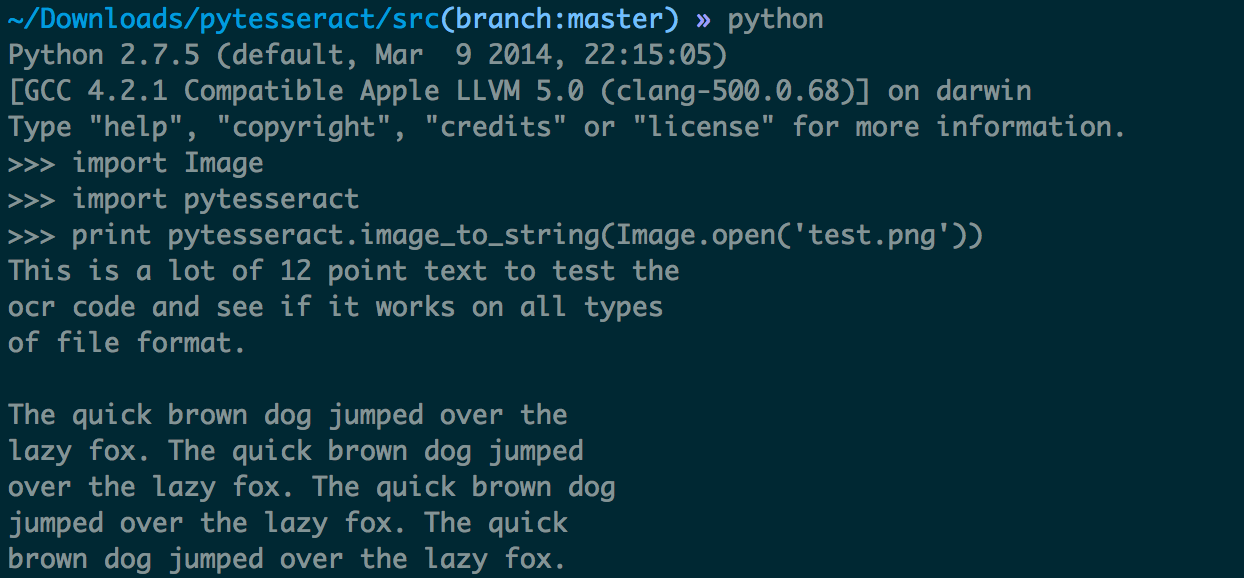 ~/Downloads/pytesseract/src(branch:master) » python
Python 2.7.5 (default, Mar  9 2014, 22:15:05)
[GCC 4.2.1 Compatible Apple LLVM 5.0 (clang-500.0.68)] on darwin
Type "help", "copyright", "credits" or "license" for more information.
>>> import Image
>>> import pytesseract
>>> print pytesseract.image_to_string(Image.open('test.png'))
This is a lot of 12 point text to test the
ocr code and see if it works on all types
of file format.

The quick brown dog jumped over the
lazy fox. The quick brown dog jumped
over the lazy fox. The quick brown dog
jumped over the lazy fox. The quick
brown dog jumped over the lazy fox.